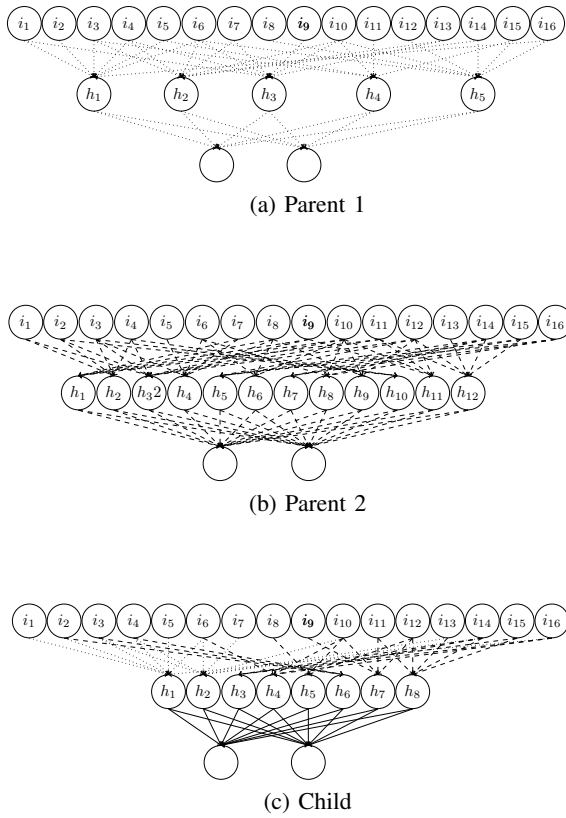 i₁ i₂ i₃ i₄ i₅ i₆ i₇ i₈ i₉ i₁₀ i₁₁ i₁₂ i₁₃ i₁₄ i₁₅ i₁₆
h₁ h₂ h₃ h₄ h₅
(a) Parent 1
i₁ i₂ i₃ i₄ i₅ i₆ i₇ i₈ i₉ i₁₀ i₁₁ i₁₂ i₁₃ i₁₄ i₁₅ i₁₆
h₁ h₂ h₃2 h₄ h₅ h₆ h₇ h₈ h₉ h₁₀ h₁₁ h₁₂
(b) Parent 2
i₁ i₂ i₃ i₄ i₅ i₆ i₇ i₈ i₉ i₁₀ i₁₁ i₁₂ i₁₃ i₁₄ i₁₅ i₁₆
h₁ h₂ h₃ h₄ h₅ h₆ h₇ h₈
(c) Child